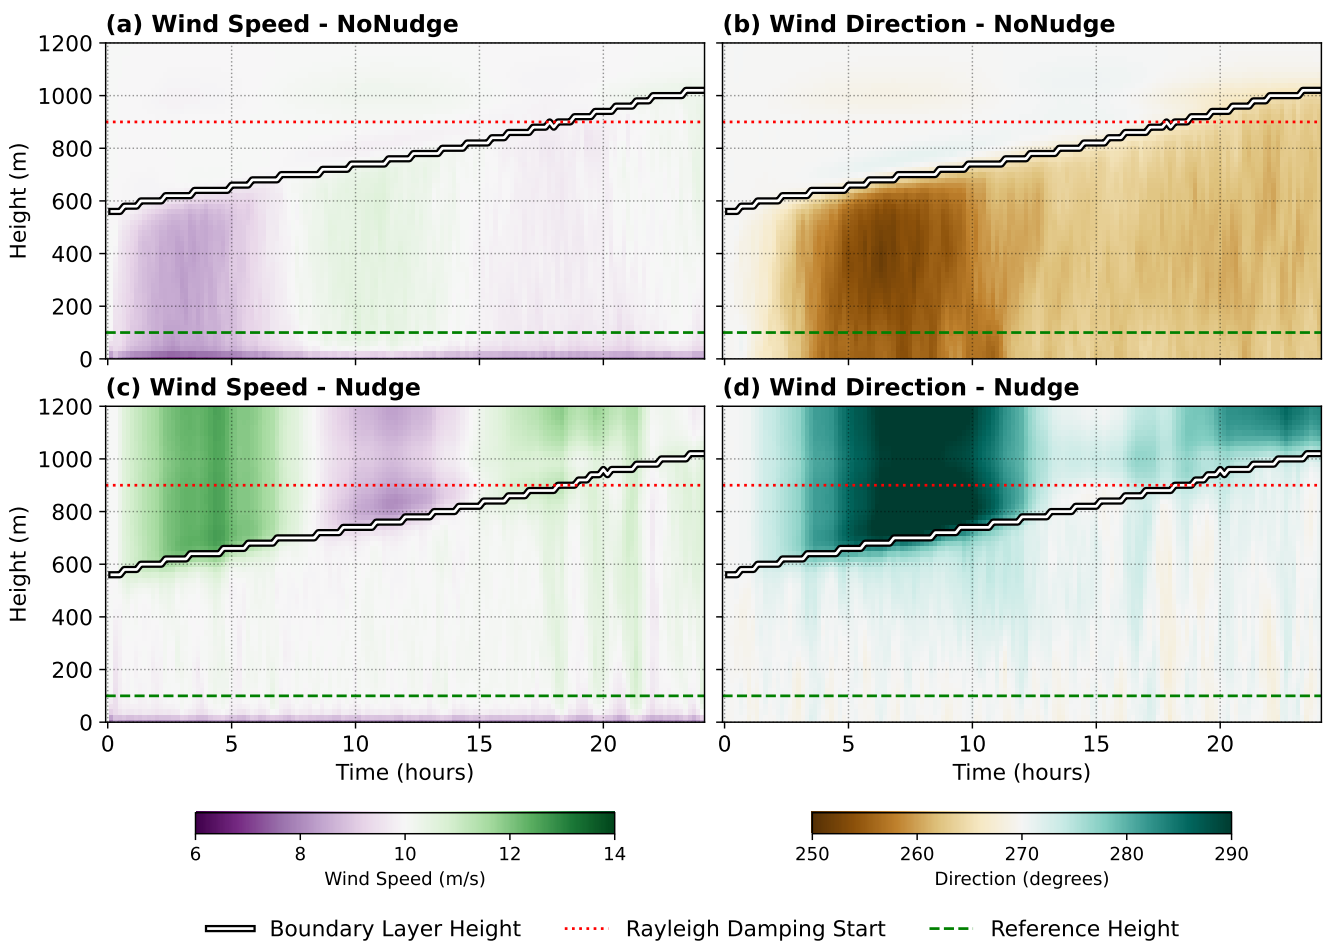 (a) Wind Speed - NoNudge
(b) Wind Direction - NoNudge
1200
1000
800
600
400
200
0
Height (m)
(c) Wind Speed - Nudge
(d) Wind Direction - Nudge
1200
1000
800
600
400
200
0
Height (m)
0 5 10 15 20
0 5 10 15 20
Time (hours)
Time (hours)
6 8 10 12 14
250 260 270 280 290
Wind Speed (m/s)
Direction (degrees)
Boundary Layer Height
Rayleigh Damping Start
Reference Height